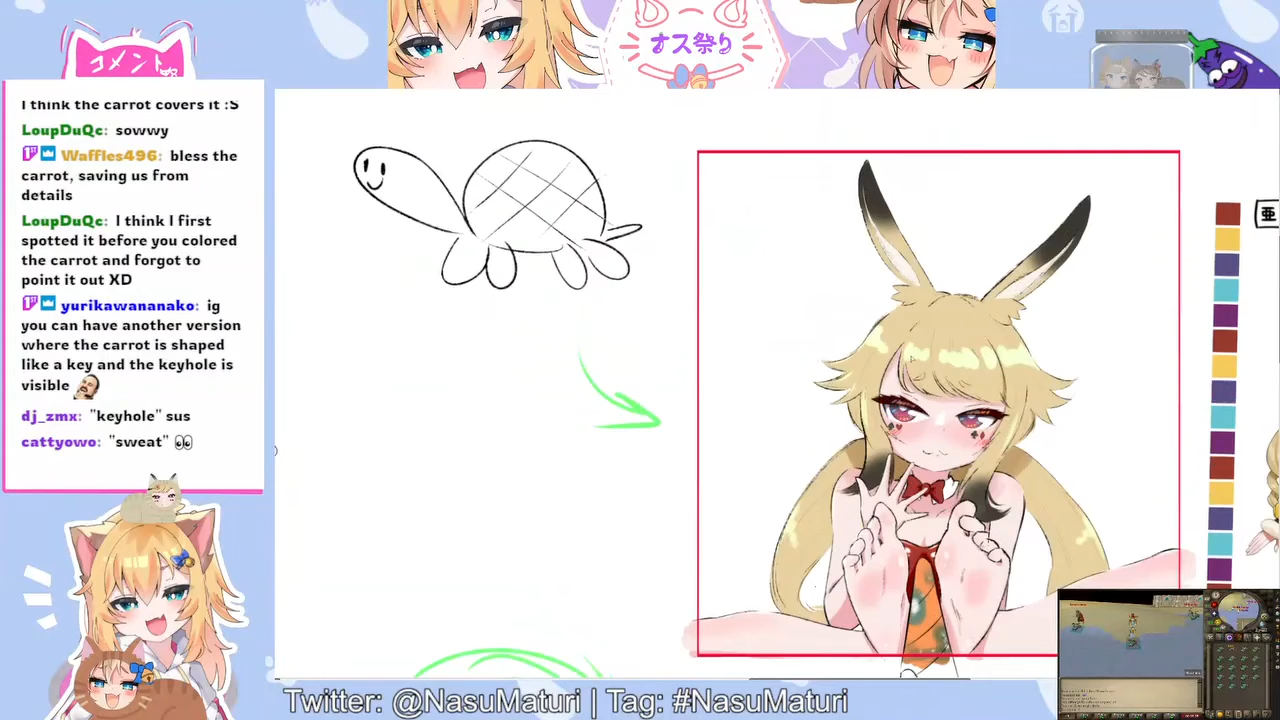 コメント
オス祭り
I think the carrot covers it :S
LoupDuQc: sowwy
Waffles496: bless the
carrot, saving us from
details
LoupDuQc: I think I first
spotted it before you colored
the carrot and forgot to
point it out XD
yurikawananako: ig
you can have another version
where the carrot is shaped
like a key and the keyhole is
visible
dj_zmx: "keyhole" sus
cattyowo: "sweat"
亜
Twitter: @NasuMaturi | Tag: #NasuMaturi